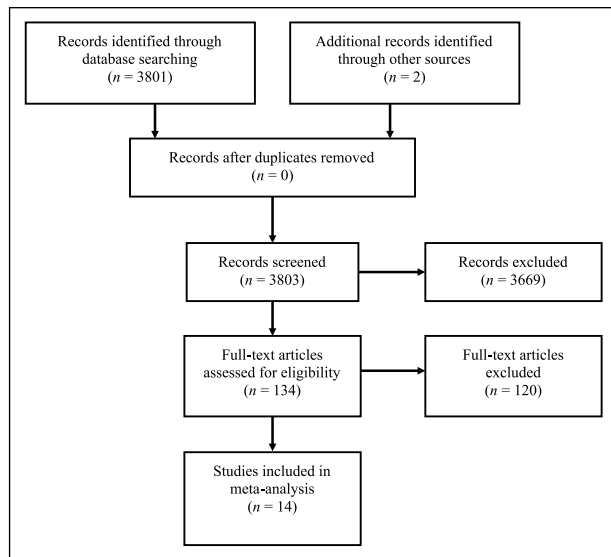 Records identified through
database searching
(n = 3801)
Additional records identified
through other sources
(n = 2)
Records after duplicates removed
(n = 0)
Records screened
(n = 3803)
Records excluded
(n = 3669)
Full-text articles
assessed for eligibility
(n = 134)
Full-text articles
excluded
(n = 120)
Studies included in
meta-analysis
(n = 14)